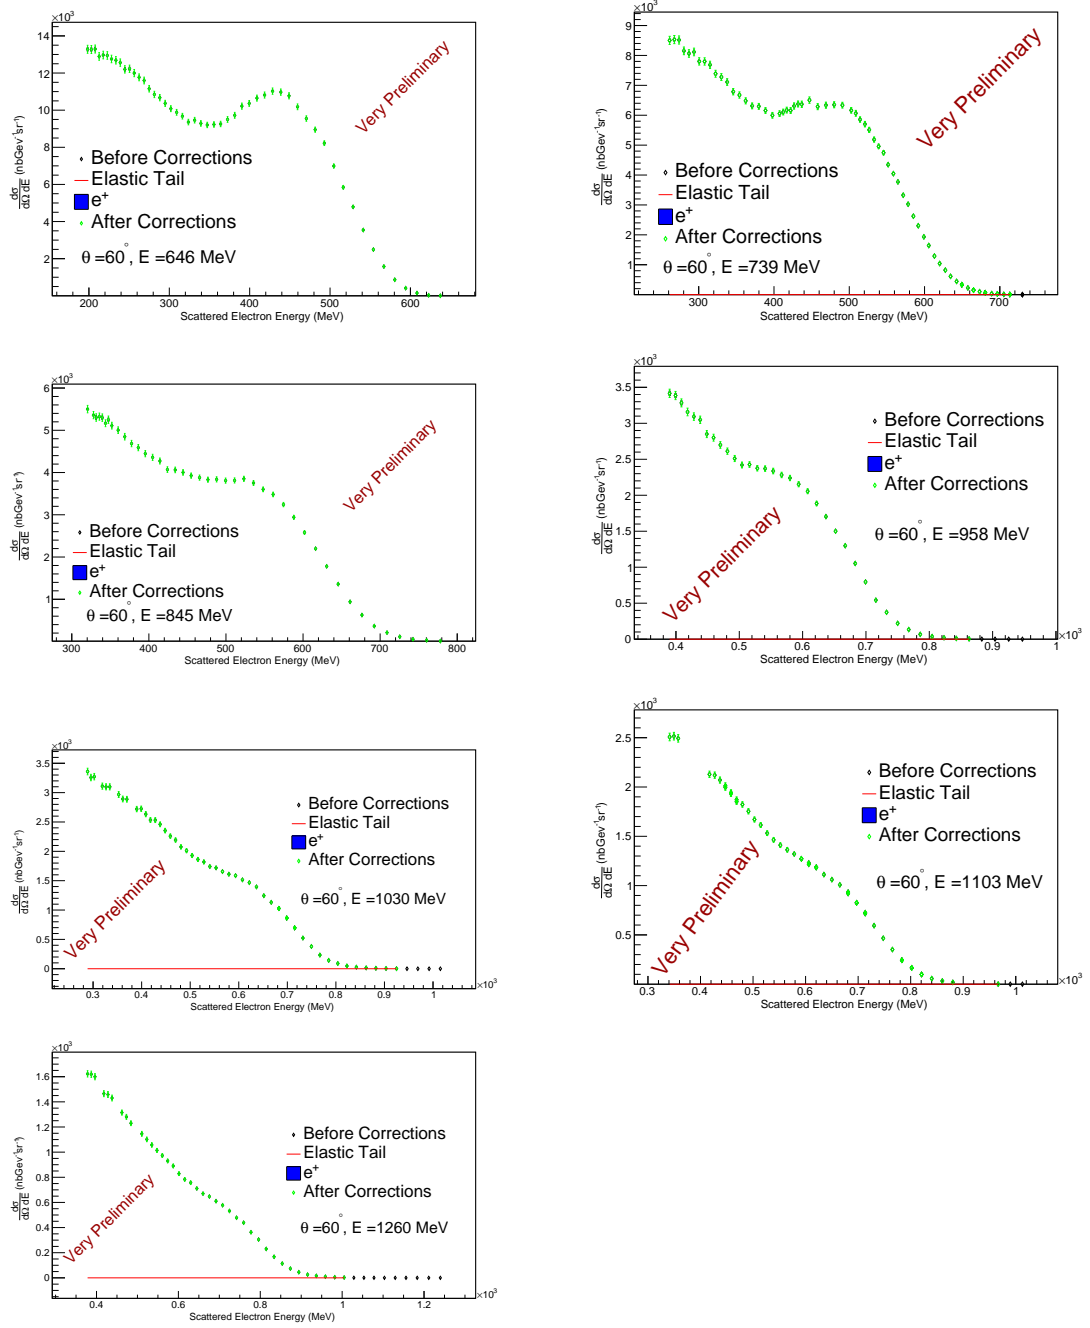 ×10³
14
12
10
8
6
4
2
dσ
dΩ dE (nbGev⁻¹sr⁻¹)
Very Preliminary
Before Corrections
Elastic Tail
e⁺
After Corrections
θ =60°, E =646 MeV
200 300 400 500 600
Scattered Electron Energy (MeV)
×10³
9
8
7
6
5
4
3
2
1
dσ
dΩ dE (nbGev⁻¹sr⁻¹)
Very Preliminary
Before Corrections
Elastic Tail
e⁺
After Corrections
θ =60°, E =739 MeV
300 400 500 600 700
Scattered Electron Energy (MeV)
×10³
6
5
4
3
2
1
dσ
dΩ dE (nbGev⁻¹sr⁻¹)
Very Preliminary
Before Corrections
Elastic Tail
e⁺
After Corrections
θ =60°, E =845 MeV
300 400 500 600 700 800
Scattered Electron Energy (MeV)
×10³
3.5
3
2.5
2
1.5
1
0.5
0
dσ
dΩ dE (nbGev⁻¹sr⁻¹)
Before Corrections
Elastic Tail
e⁺
After Corrections
θ =60°, E =958 MeV
Very Preliminary
0.4 0.5 0.6 0.7 0.8 0.9 1
×10³
Scattered Electron Energy (MeV)
×10³
3.5
3
2.5
2
1.5
1
0.5
0
dσ
dΩ dE (nbGev⁻¹sr⁻¹)
Before Corrections
Elastic Tail
e⁺
After Corrections
θ =60°, E =1030 MeV
Very Preliminary
0.3 0.4 0.5 0.6 0.7 0.8 0.9 1
×10³
Scattered Electron Energy (MeV)
×10³
2.5
2
1.5
1
0.5
dσ
dΩ dE (nbGev⁻¹sr⁻¹)
Before Corrections
Elastic Tail
e⁺
After Corrections
θ =60°, E =1103 MeV
Very Preliminary
0.3 0.4 0.5 0.6 0.7 0.8 0.9 1
×10³
Scattered Electron Energy (MeV)
×10³
1.6
1.4
1.2
1
0.8
0.6
0.4
0.2
0
dσ
dΩ dE (nbGev⁻¹sr⁻¹)
Before Corrections
Elastic Tail
e⁺
After Corrections
θ =60°, E =1260 MeV
Very Preliminary
0.4 0.6 0.8 1 1.2
×10³
Scattered Electron Energy (MeV)